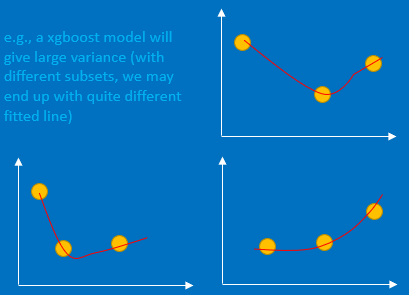 e.g., a xgboost model will
give large variance (with
different subsets, we may
end up with quite different
fitted line)